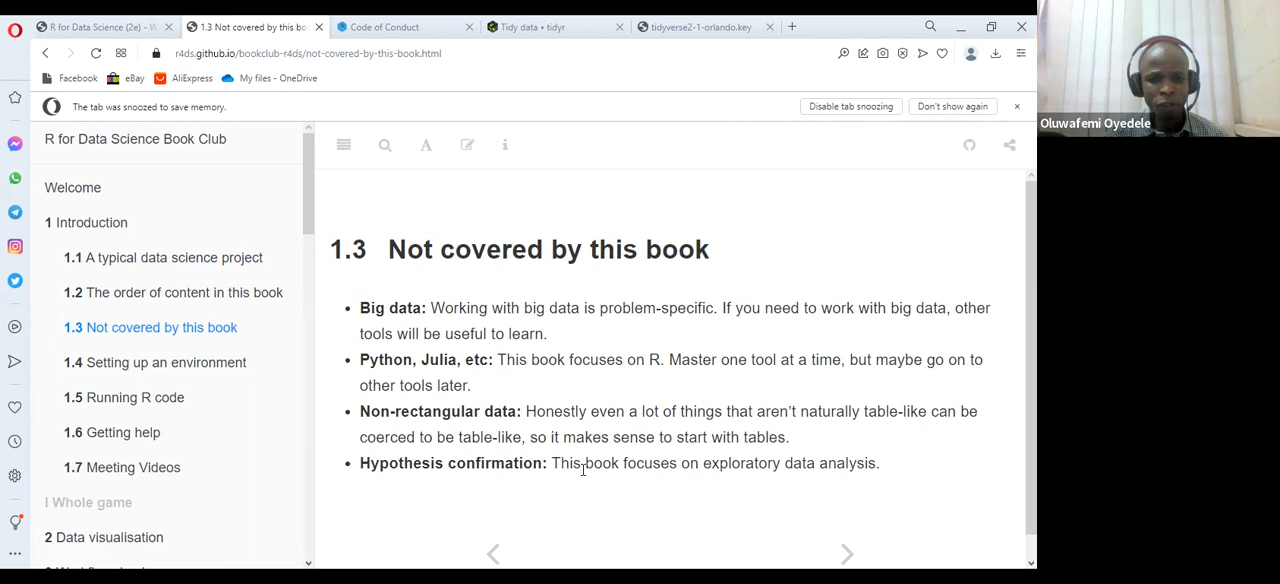 R for Data Science (2e) - W
1.3 Not covered by this bo
Code of Conduct
Tidy data • tidyr
tidyverse2-1-orlando.key
r4ds.github.io/bookclub-r4ds/not-covered-by-this-book.html
Facebook
eBay
AliExpress
My files - OneDrive
The tab was snoozed to save memory.
Disable tab snoozing
Don't show again
R for Data Science Book Club
Welcome
1 Introduction
1.1 A typical data science project
1.2 The order of content in this book
1.3 Not covered by this book
1.4 Setting up an environment
1.5 Running R code
1.6 Getting help
1.7 Meeting Videos
I Whole game
2 Data visualisation
1.3 Not covered by this book
• Big data: Working with big data is problem-specific. If you need to work with big data, other
tools will be useful to learn.
• Python, Julia, etc: This book focuses on R. Master one tool at a time, but maybe go on to
other tools later.
• Non-rectangular data: Honestly even a lot of things that aren't naturally table-like can be
coerced to be table-like, so it makes sense to start with tables.
• Hypothesis confirmation: This book focuses on exploratory data analysis.
Oluwafemi Oyedele